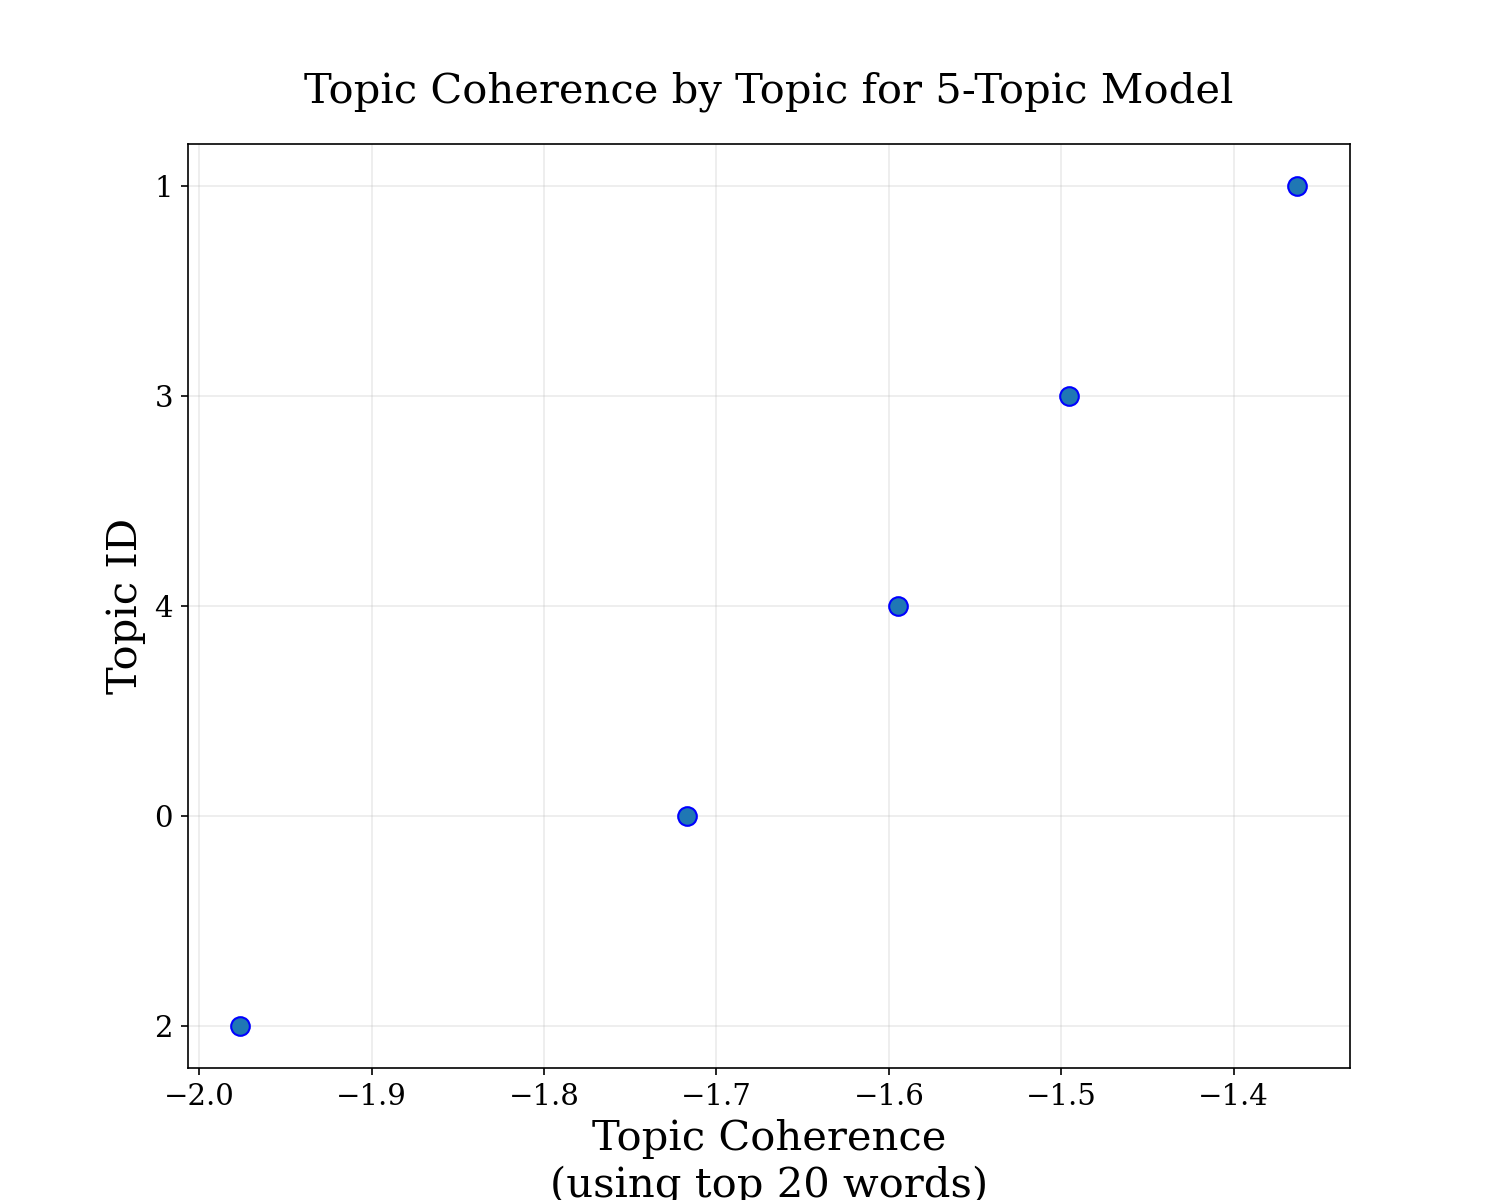 Topic Coherence by Topic for 5-Topic Model
1
3
4
0
2
Topic ID
−2.0 −1.9 −1.8 −1.7 −1.6 −1.5 −1.4
Topic Coherence
(using top 20 words)